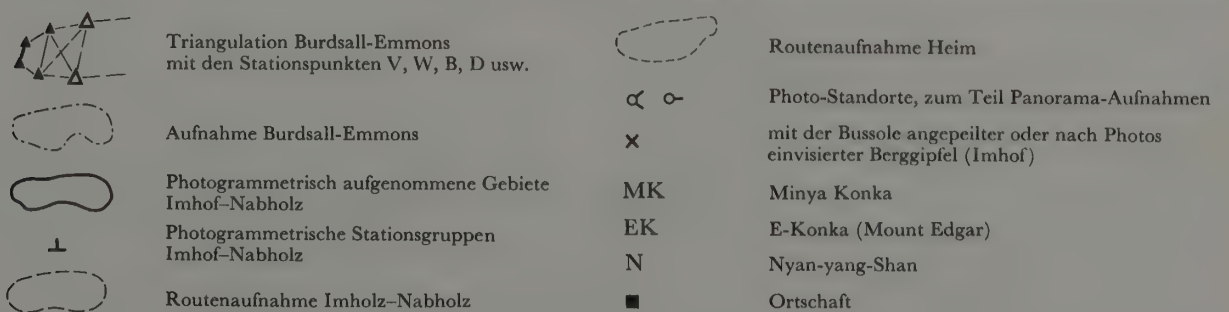 Triangulation Burdsall-Emmons
mit den Stationspunkten V, W, B, D usw.
Aufnahme Burdsall-Emmons
Photogrammetrisch aufgenommene Gebiete
Imhof–Nabholz
Photogrammetrische Stationsgruppen
Imhof–Nabholz
Routenaufnahme Imholz–Nabholz
Routenaufnahme Heim
Photo-Standorte, zum Teil Panorama-Aufnahmen
mit der Bussole angepeilter oder nach Photos
einvisierter Berggipfel (Imhof)
MK Minya Konka
EK E-Konka (Mount Edgar)
N Nyan-yang-Shan
Ortschaft